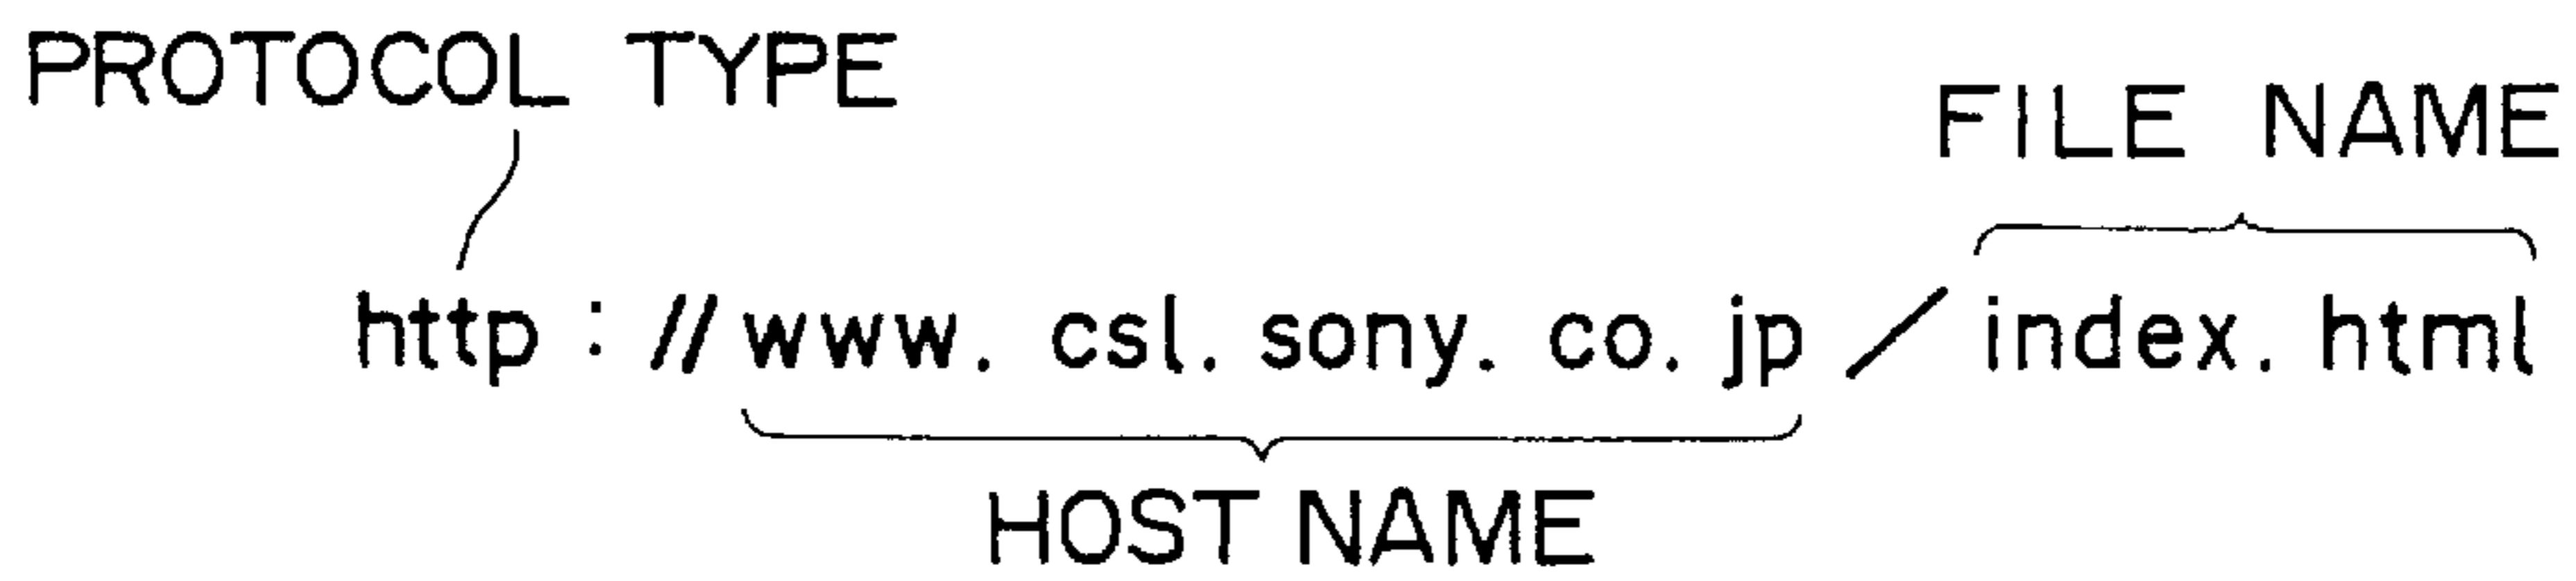 PROTOCOL TYPE
FILE NAME
http : //www. csl. sony. co. jp / index. html
HOST NAME